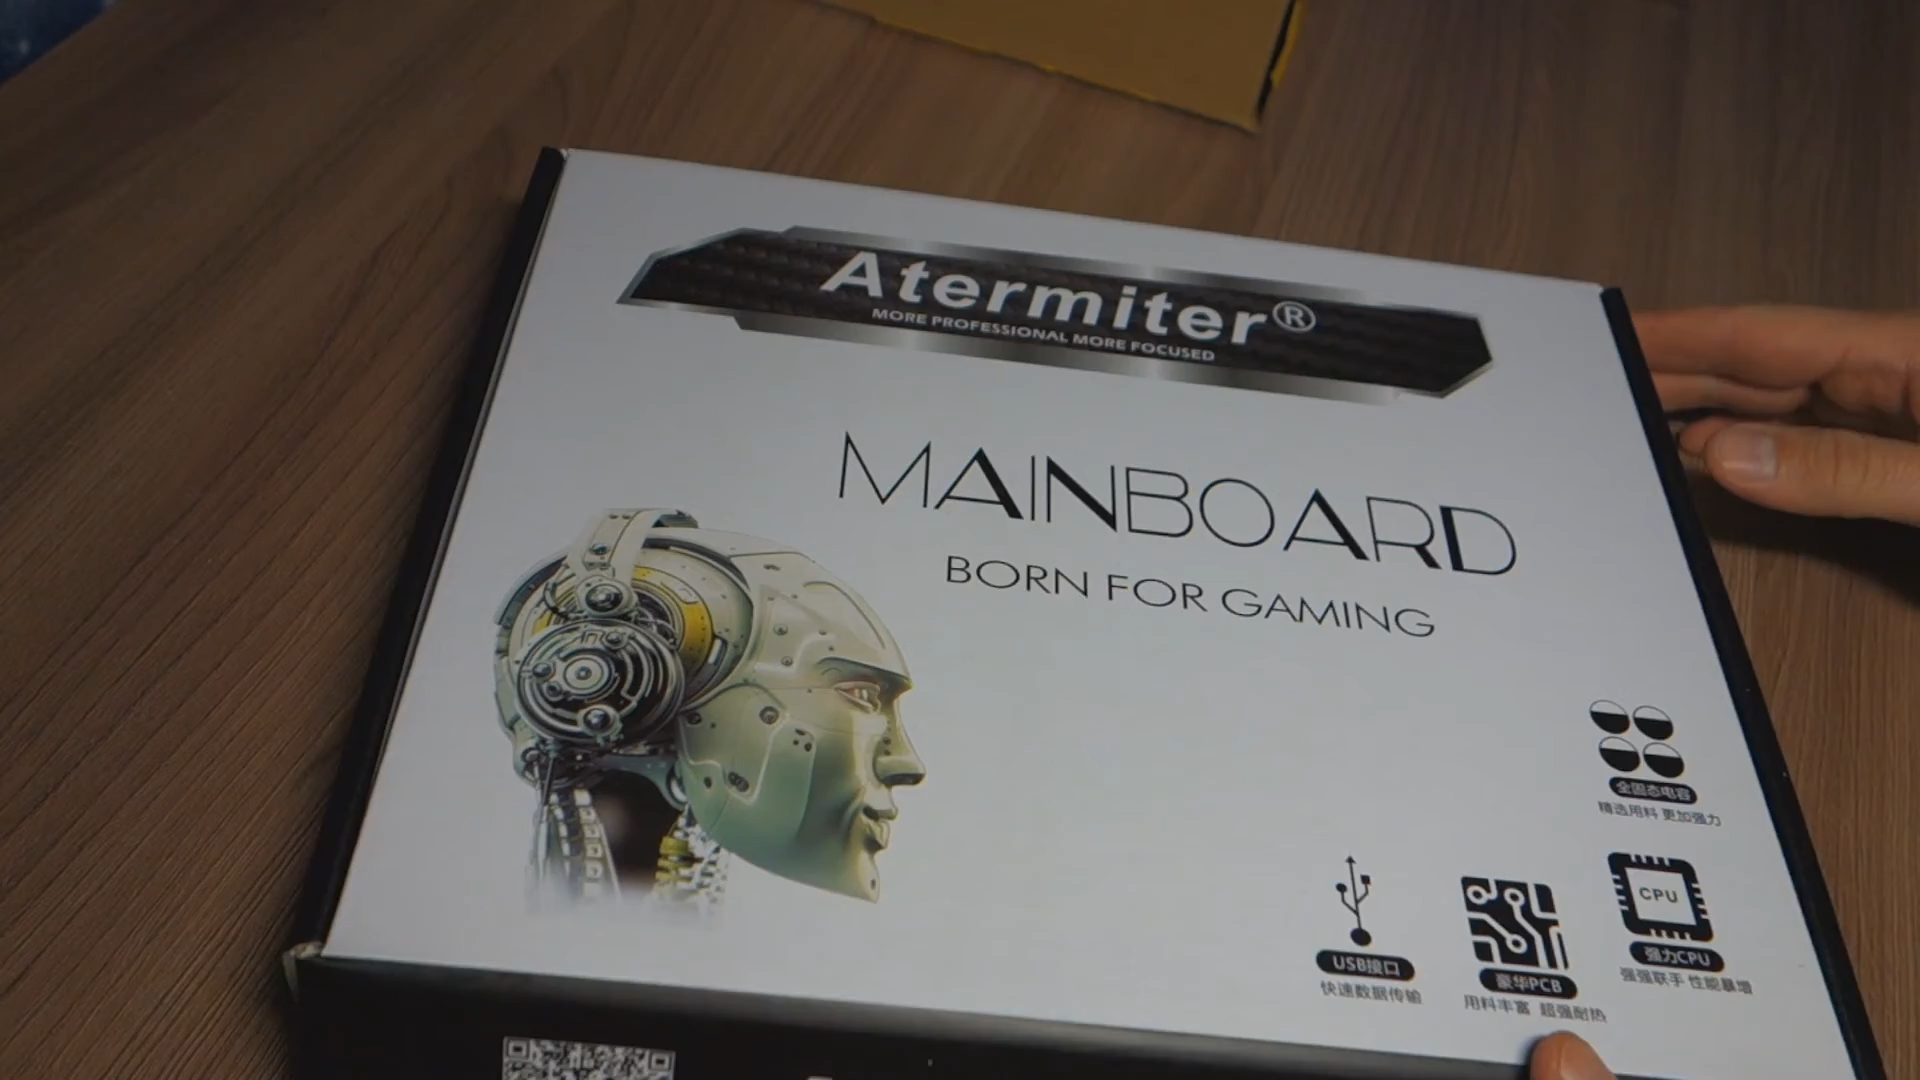 Atermiter®
MORE PROFESSIONAL MORE FOCUSED
MAINBOARD
BORN FOR GAMING
全固态电容
精选用料 更加强力
USB接口
快速数据传输
豪华PCB
用料丰富 超强耐热
CPU
强力CPU
强强联手 性能暴增